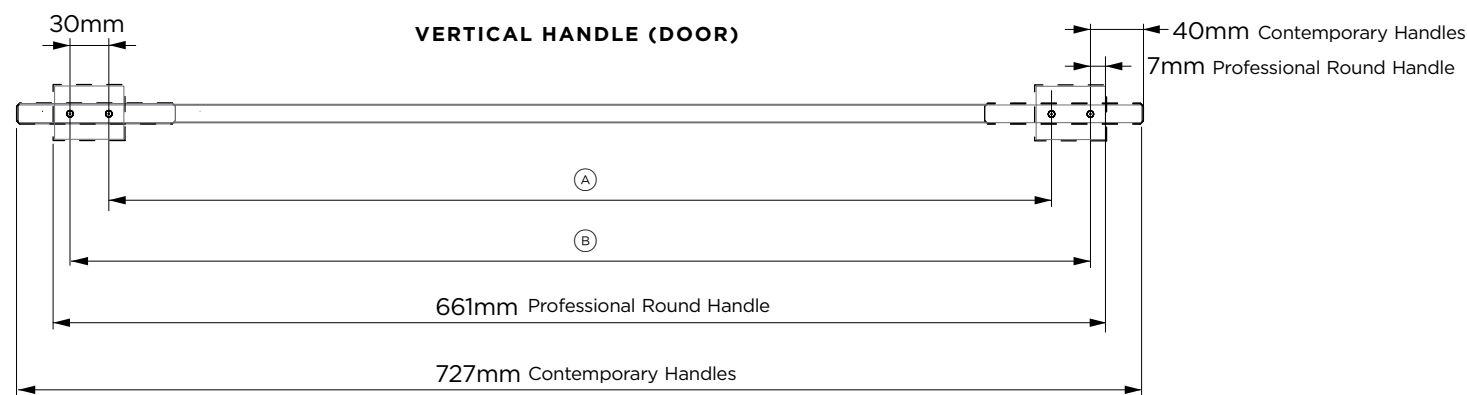 30mm
VERTICAL HANDLE (DOOR)
40mm Contemporary Handles
7mm Professional Round Handle
A
B
661mm Professional Round Handle
727mm Contemporary Handles